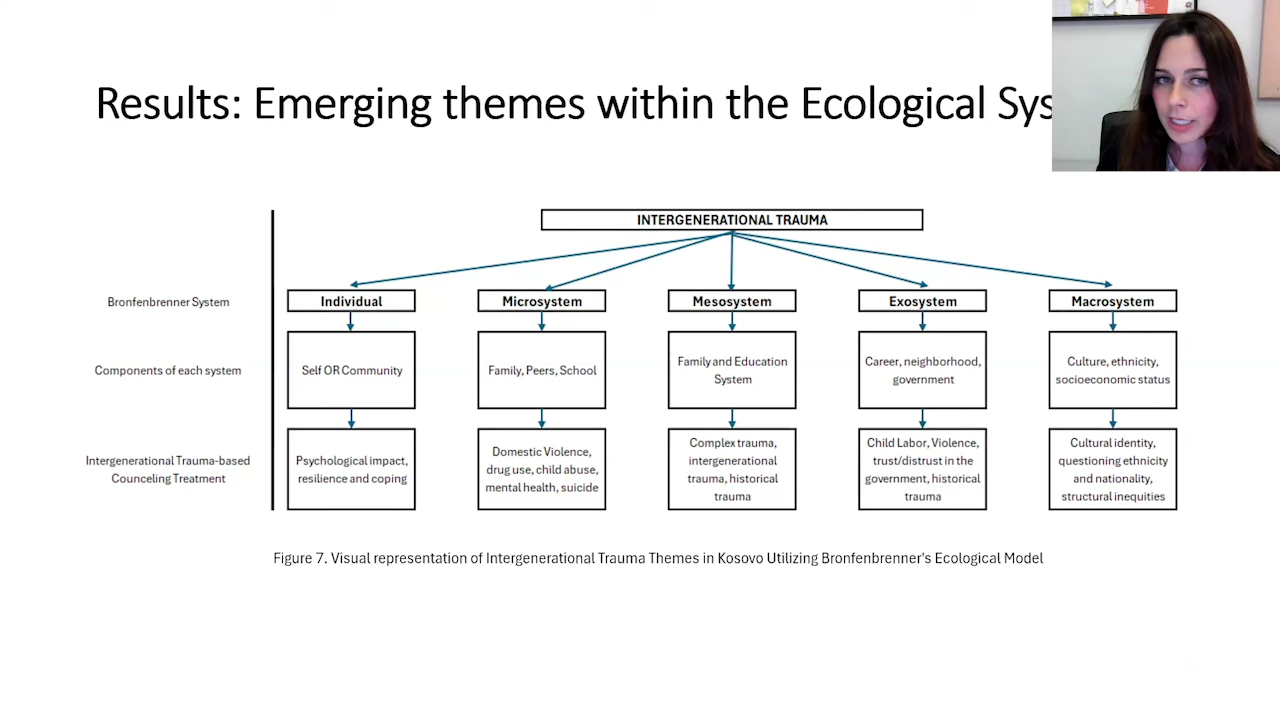 Results: Emerging themes within the Ecological Sys
INTERGENERATIONAL TRAUMA
Bronfenbrenner System
Individual
Microsystem
Mesosystem
Exosystem
Macrosystem
Components of each system
Self OR Community
Family, Peers, School
Family and Education
System
Career, neighborhood,
government
Culture, ethnicity,
socioeconomic status
Intergenerational Trauma-based
Counceling Treatment
Psychological impact,
resilience and coping
Domestic Violence,
drug use, child abuse,
mental health, suicide
Complex trauma,
intergenerational
trauma, historical
trauma
Child Labor, Violence,
trust/distrust in the
government, historical
trauma
Cultural identity,
questioning ethnicity
and nationality,
structural inequities
Figure 7. Visual representation of Intergenerational Trauma Themes in Kosovo Utilizing Bronfenbrenner's Ecological Model